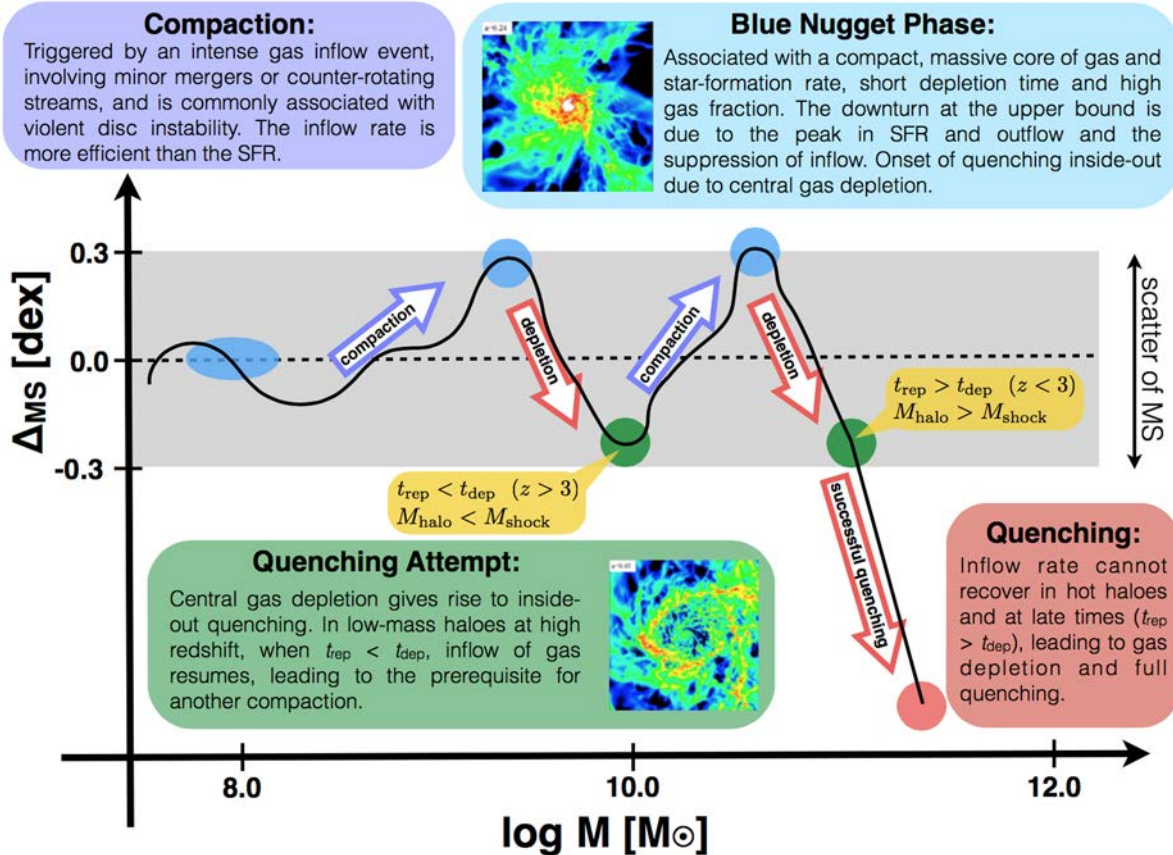 Compaction:
Triggered by an intense gas inflow event,
involving minor mergers or counter-rotating
streams, and is commonly associated with
violent disc instability. The inflow rate is
more efficient than the SFR.
Blue Nugget Phase:
Associated with a compact, massive core of gas and
star-formation rate, short depletion time and high
gas fraction. The downturn at the upper bound is
due to the peak in SFR and outflow and the
suppression of inflow. Onset of quenching inside-out
due to central gas depletion.
ΔMS [dex]
0.3
0.0
-0.3
compaction
depletion
compaction
depletion
successful quenching
scatter of MS
t_rep > t_dep (z < 3)
M_halo > M_shock
t_rep < t_dep (z > 3)
M_halo < M_shock
Quenching Attempt:
Central gas depletion gives rise to inside-
out quenching. In low-mass haloes at high
redshift, when t_rep < t_dep, inflow of gas
resumes, leading to the prerequisite for
another compaction.
Quenching:
Inflow rate cannot
recover in hot haloes
and at late times (t_rep
> t_dep), leading to gas
depletion and full
quenching.
8.0
10.0
12.0
log M [M⊙]